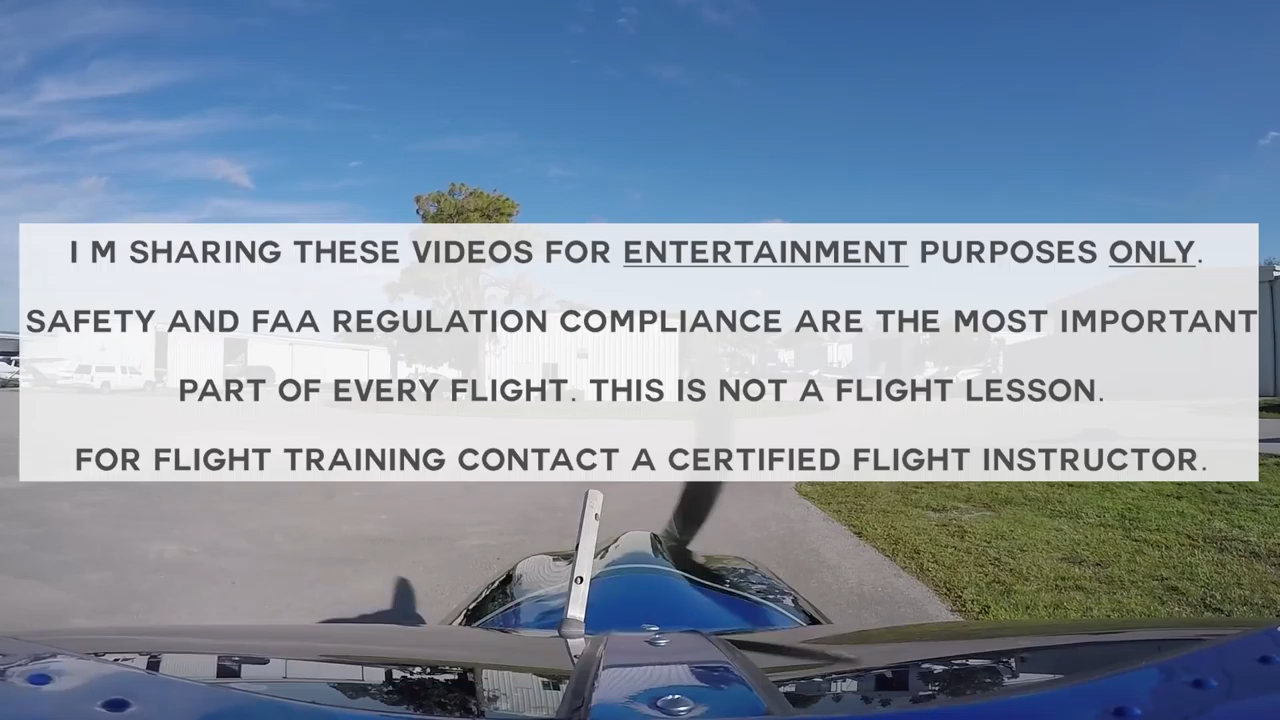 I M SHARING THESE VIDEOS FOR ENTERTAINMENT PURPOSES ONLY.
SAFETY AND FAA REGULATION COMPLIANCE ARE THE MOST IMPORTANT
PART OF EVERY FLIGHT. THIS IS NOT A FLIGHT LESSON.
FOR FLIGHT TRAINING CONTACT A CERTIFIED FLIGHT INSTRUCTOR.